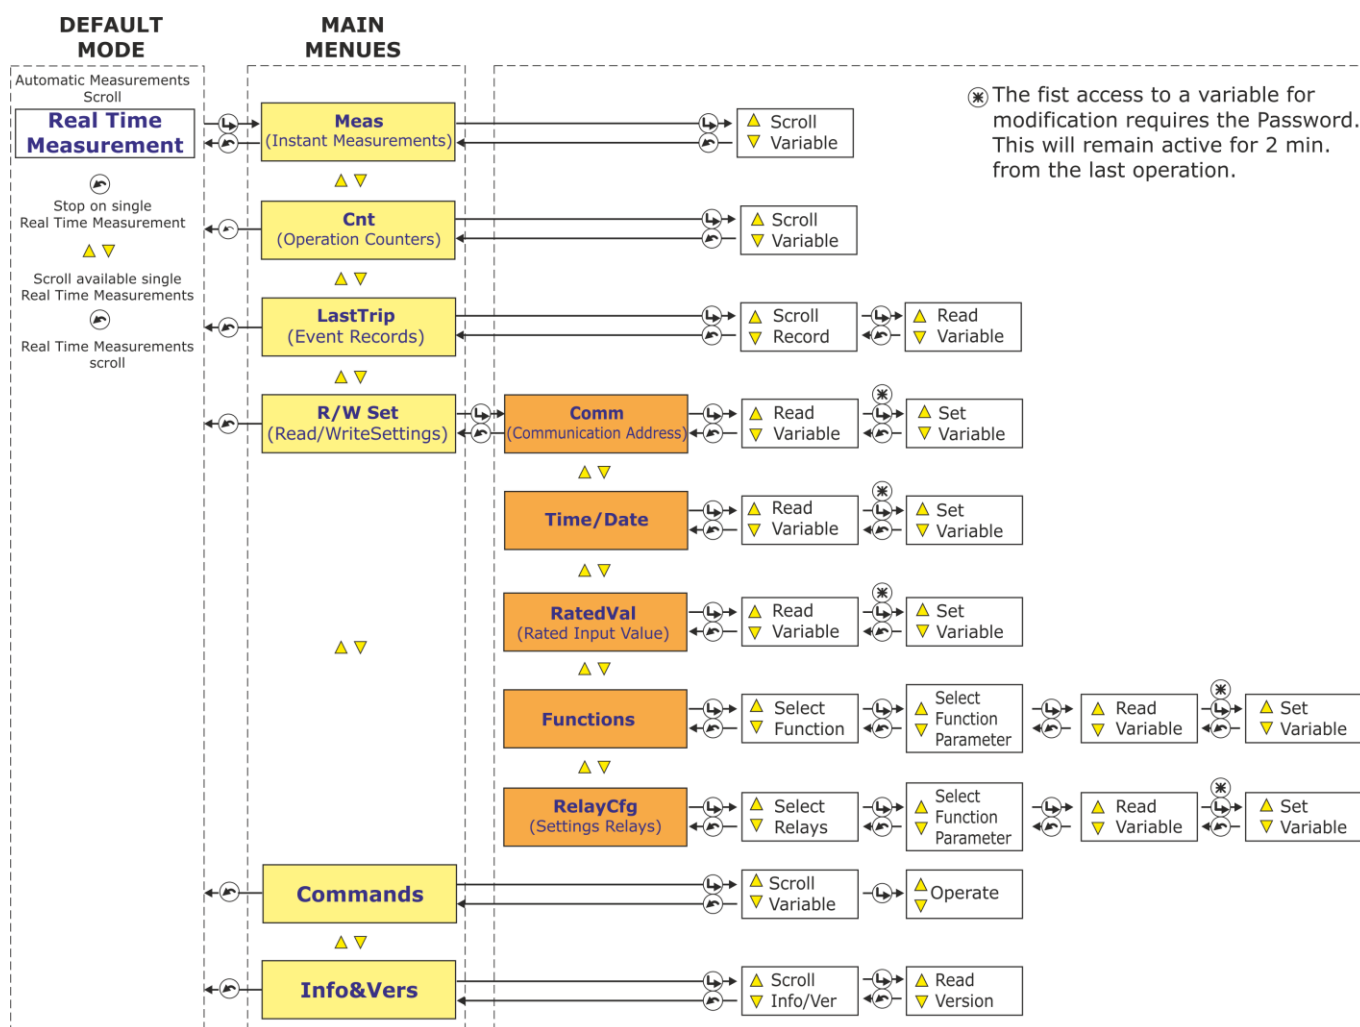 DEFAULT
MODE
MAIN
MENUES
Automatic Measurements
Scroll
Real Time
Measurement
Stop on single
Real Time Measurement
Scroll available single
Real Time Measurements
Real Time Measurements
scroll
The fist access to a variable for
modification requires the Password.
This will remain active for 2 min.
from the last operation.
Meas
(Instant Measurements)
Scroll
Variable
Cnt
(Operation Counters)
Scroll
Variable
LastTrip
(Event Records)
Scroll
Record
Read
Variable
R/W Set
(Read/WriteSettings)
Comm
(Communication Address)
Read
Variable
Set
Variable
Time/Date
Read
Variable
Set
Variable
RatedVal
(Rated Input Value)
Read
Variable
Set
Variable
Functions
Select
Function
Select
Function
Parameter
Read
Variable
Set
Variable
RelayCfg
(Settings Relays)
Select
Relays
Select
Function
Parameter
Read
Variable
Set
Variable
Commands
Scroll
Variable
Operate
Info&Vers
Scroll
Info/Ver
Read
Version